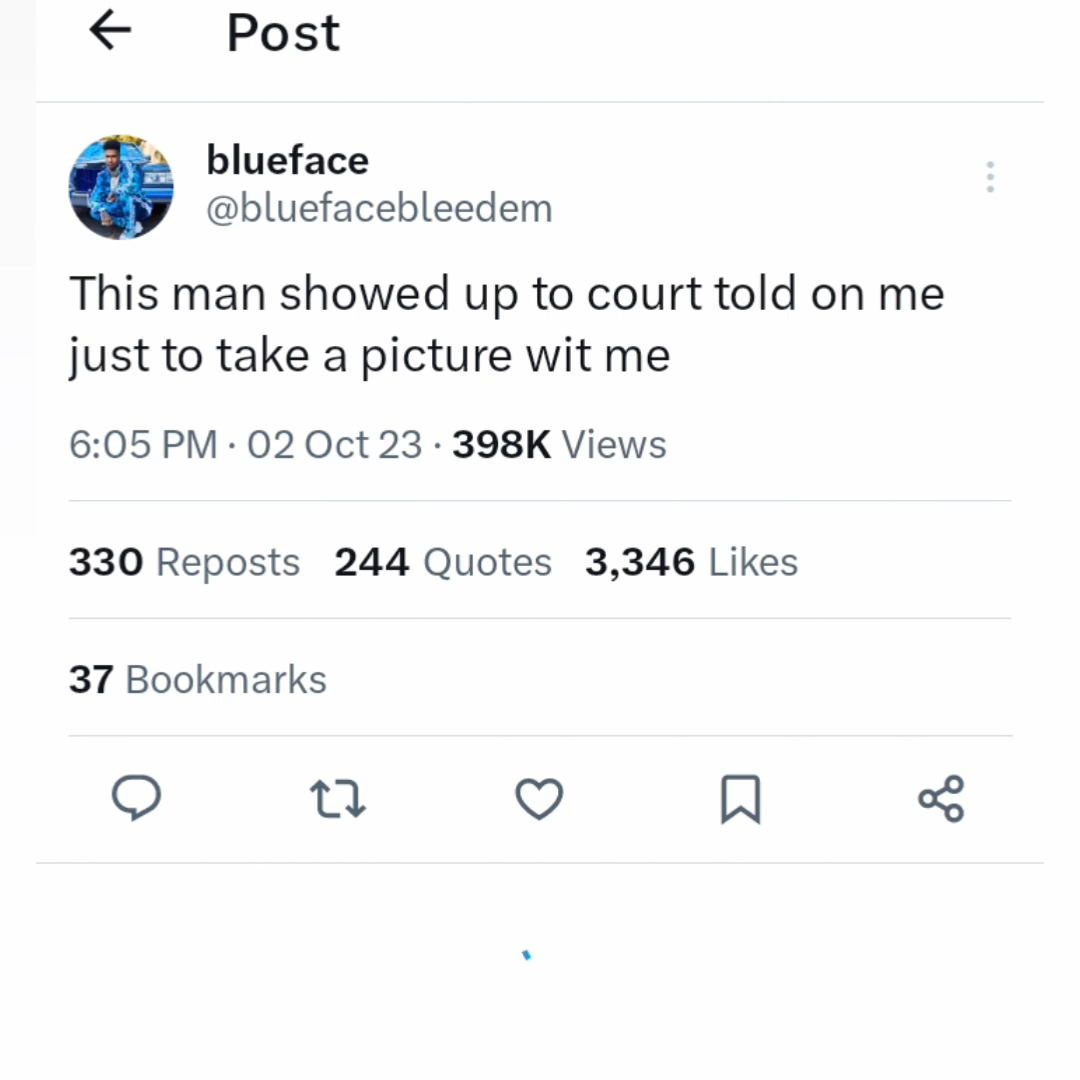 Post
blueface
@bluefacebleedem
This man showed up to court told on me
just to take a picture wit me
6:05 PM · 02 Oct 23 · 398K Views
330 Reposts 244 Quotes 3,346 Likes
37 Bookmarks